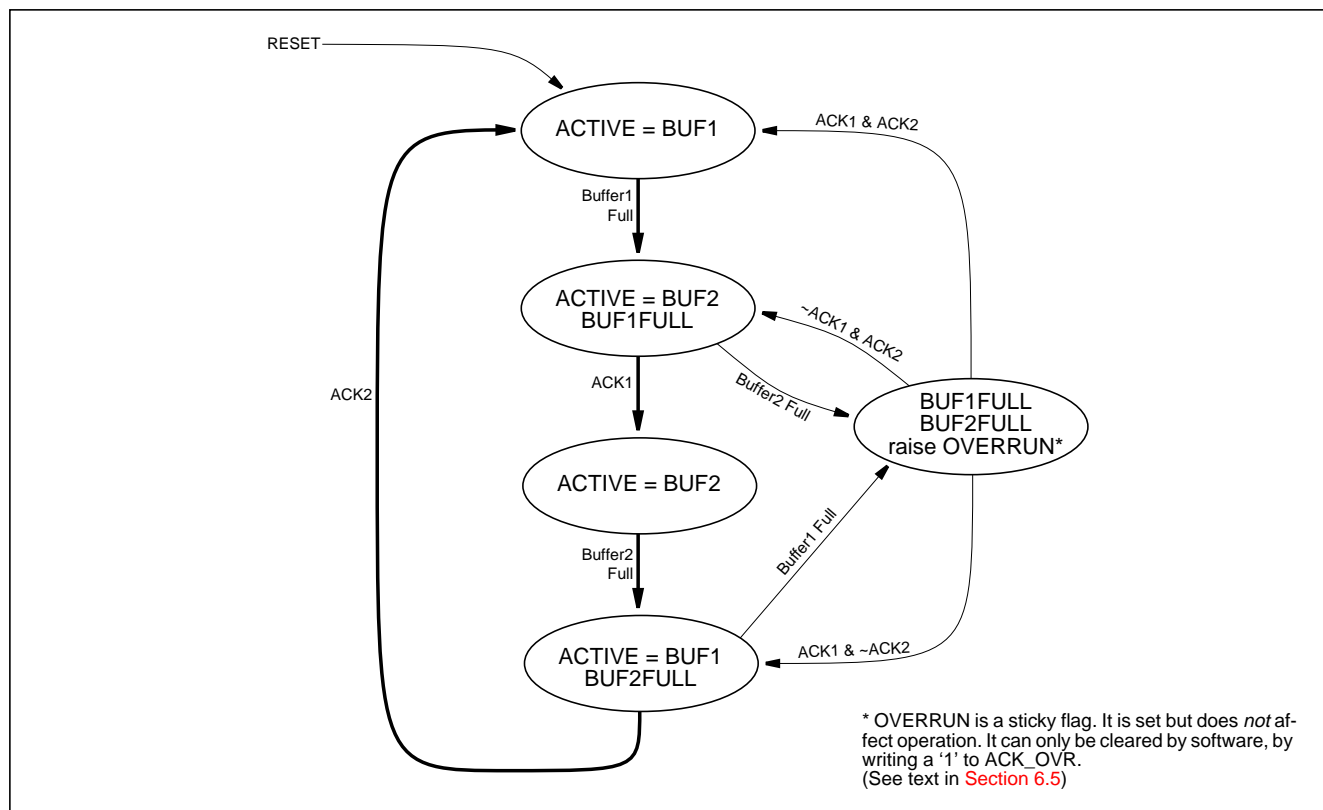 RESET
ACTIVE = BUF1
ACK1 & ACK2
Buffer1
Full
ACTIVE = BUF2
BUF1FULL
~ACK1 & ACK2
Buffer2 Full
ACK1
ACK2
BUF1FULL
BUF2FULL
raise OVERRUN*
ACTIVE = BUF2
Buffer1 Full
Buffer2
Full
ACTIVE = BUF1
BUF2FULL
ACK1 & ~ACK2
* OVERRUN is a sticky flag. It is set but does not af-
fect operation. It can only be cleared by software, by
writing a ‘1’ to ACK_OVR.
(See text in Section 6.5)